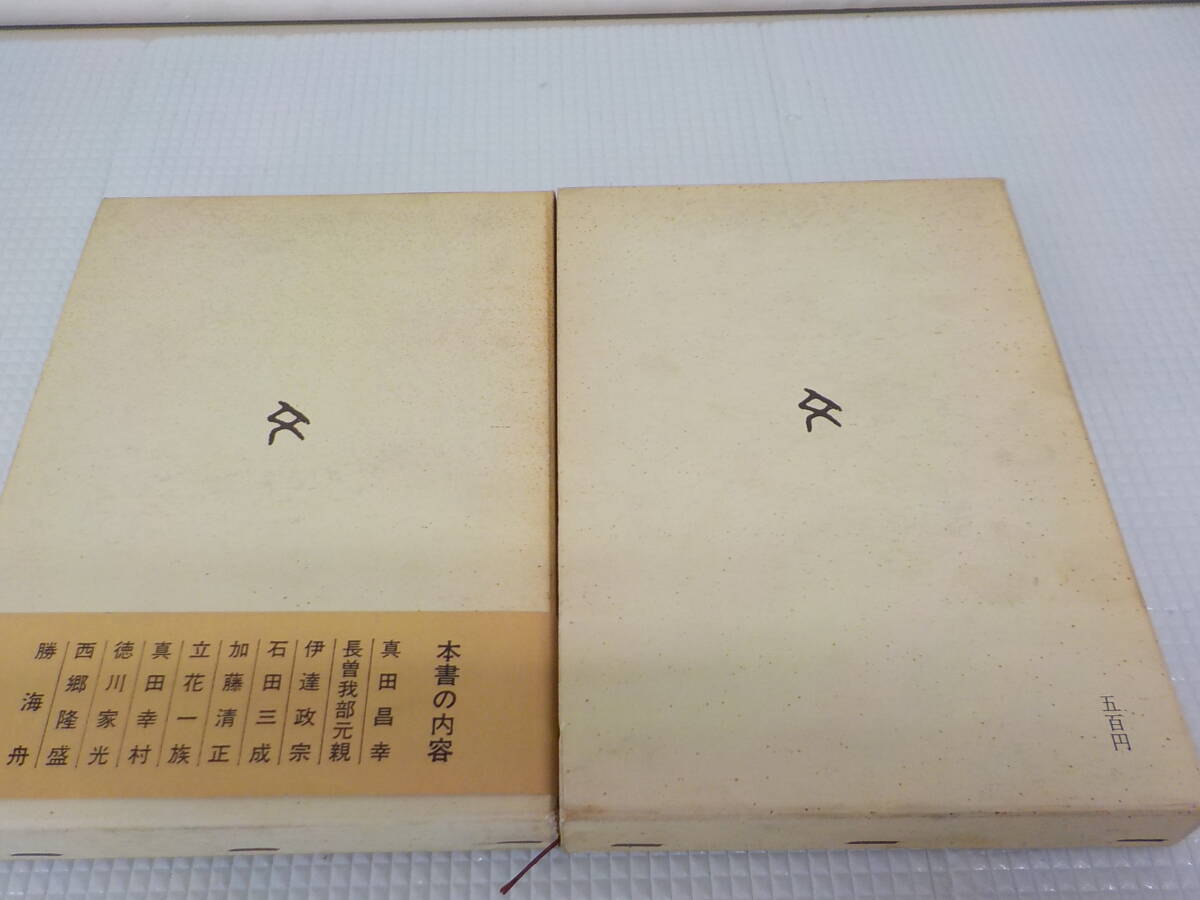 本書の内容
真田昌幸
長曽我部元親
伊達政宗
石田三成
加藤清正
立花一族
真田幸村
徳川家光
西郷隆盛
勝海舟
五百円